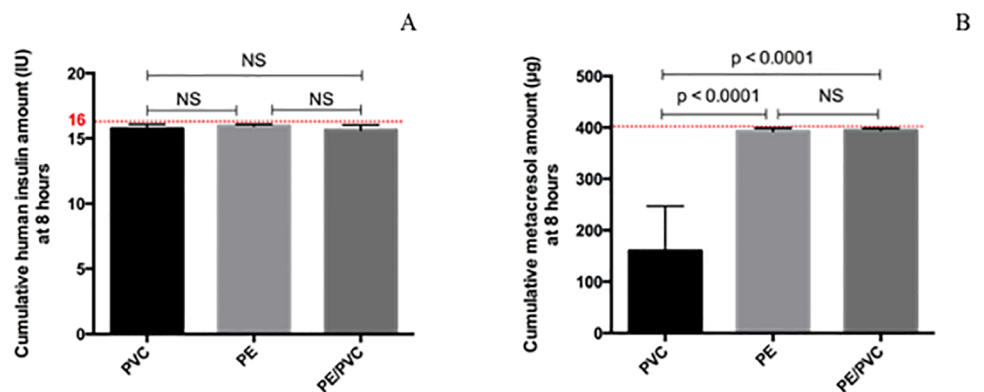 A
Cumulative human insulin amount (IU)
at 8 hours
20
16
15
10
5
0
NS
NS
NS
PVC
PE
PE/PVC
B
Cumulative metacresol amount (µg)
at 8 hours
500
400
300
200
100
0
p < 0.0001
p < 0.0001
NS
PVC
PE
PE/PVC